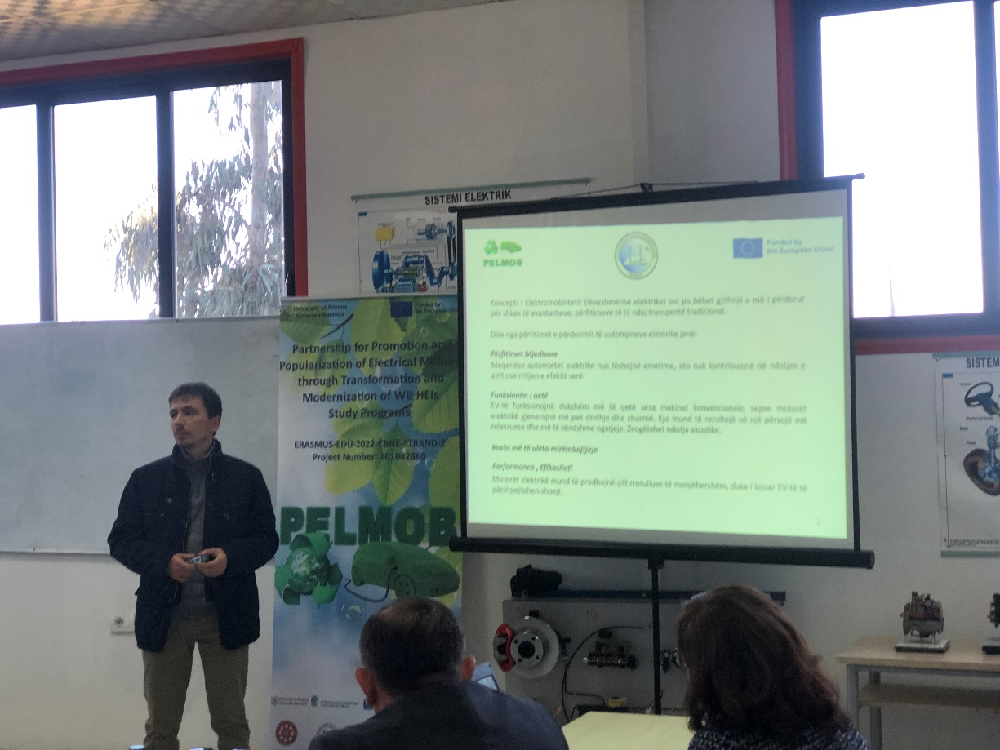 SISTEMI ELEKTRIK
University of Pristina
Kosovska Mitrovica
Funded by
the European Union
Partnership for Promotion and
Popularization of Electrical
through Transformation and
Modernization of WB HEIs
Study Programs
ERASMUS-EDU-2022-CBHE-STRAND-2
Project Number: 101082860
PELMOB
PELMOB
Funded by
the European Union
Koncepti i Elektromobilitetit (lëvizshmërisë elektrike) sot po bëhet gjithnjë e më i përdorur
për shkak të avantazheve, përfitimeve të tij ndaj transportit tradicional.
Disa nga përfitimet e përdorimit të automjeteve elektrike janë:
Përfitimet Mjedisore
Meqenëse automjetet elektrike nuk lëshojnë emetime, ato nuk kontribuojnë në ndotjen e
ajrit ose rritjen e efektit serë.
Funksionim i qetë
EV-të funksionojnë dukshëm më të qetë sesa makinat konvencionale, sepse motorët
elektrikë gjenerojnë më pak dridhje dhe zhurmë. Kjo mund të rezultojë në një përvojë më
relaksuese dhe më të këndshme ngarjeje. Zvogëlohet ndotja akustike.
Kosto më të ulëta mirëmbajtjeje
Performanca , Efikasiteti
Motorët elektrikë mund të prodhojnë çift rrotullues të menjëhershëm, duke i lejuar EV-të të
përshpejtohen shpejt.
2
SISTEM